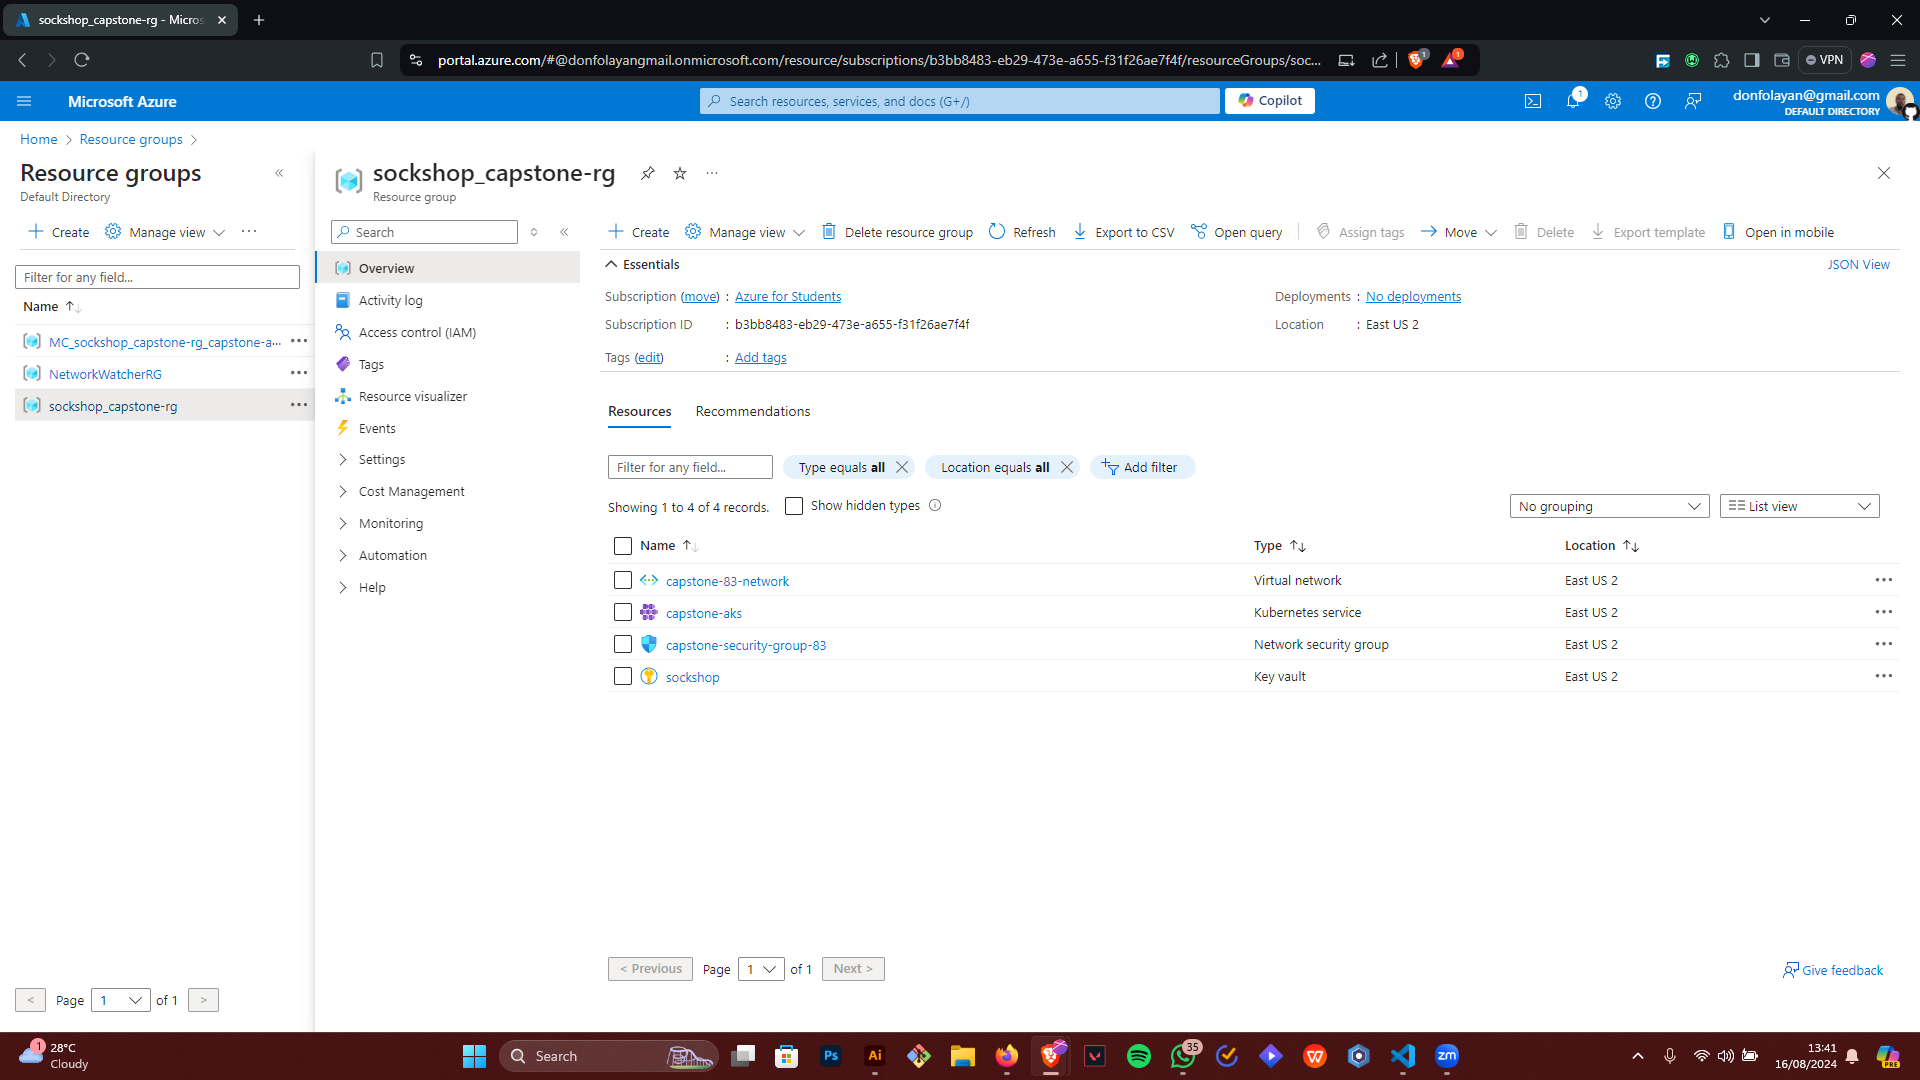 sockshop_capstone-rg - Micros
portal.azure.com/#@donfolayangmail.onmicrosoft.com/resource/subscriptions/b3bb8483-eb29-473e-a655-f31f26ae7f4f/resourceGroups/soc...
1
1
VPN
Microsoft Azure
Search resources, services, and docs (G+/)
Copilot
1
donfolayan@gmail.com
DEFAULT DIRECTORY
Home > Resource groups >
Resource groups
Default Directory
Create
Manage view
Filter for any field...
Name
MC_sockshop_capstone-rg_capstone-a...
NetworkWatcherRG
sockshop_capstone-rg
< Page 1 of 1 >
sockshop_capstone-rg
Resource group
Search
Overview
Activity log
Access control (IAM)
Tags
Resource visualizer
Events
Settings
Cost Management
Monitoring
Automation
Help
Create
Manage view
Delete resource group
Refresh
Export to CSV
Open query
Assign tags
Move
Delete
Export template
Open in mobile
Essentials
JSON View
Subscription (move) : Azure for Students
Deployments : No deployments
Subscription ID : b3bb8483-eb29-473e-a655-f31f26ae7f4f
Location : East US 2
Tags (edit) : Add tags
Resources
Recommendations
Filter for any field...
Type equals all
Location equals all
Add filter
Showing 1 to 4 of 4 records.
Show hidden types
No grouping
List view
Name Type Location
capstone-83-network Virtual network East US 2
capstone-aks Kubernetes service East US 2
capstone-security-group-83 Network security group East US 2
sockshop Key vault East US 2
< Previous Page 1 of 1 Next >
Give feedback
1
28°C
Cloudy
Search
Ps
Ai
35
zm
13:41
16/08/2024
PRE